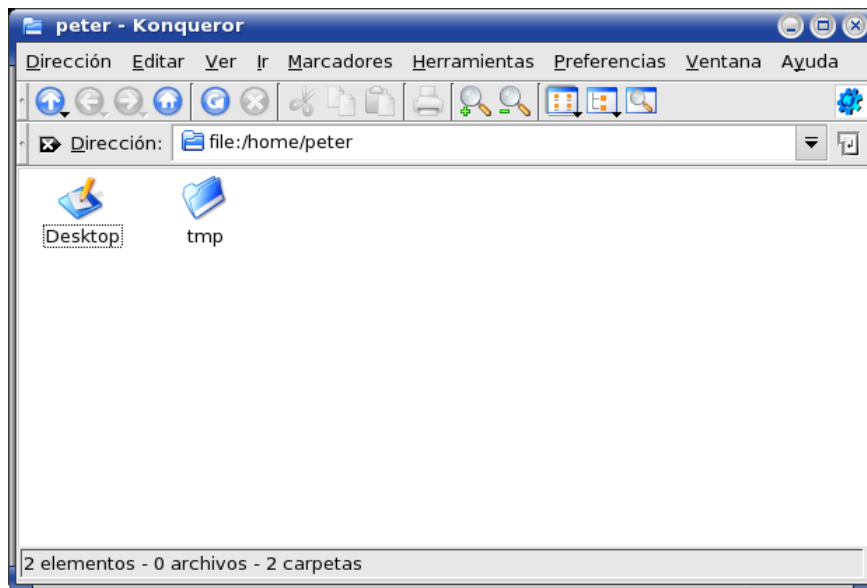 peter - Konqueror
Dirección Editar Ver Ir Marcadores Herramientas Preferencias Ventana Ayuda
Dirección: file:/home/peter
Desktop tmp
2 elementos - 0 archivos - 2 carpetas